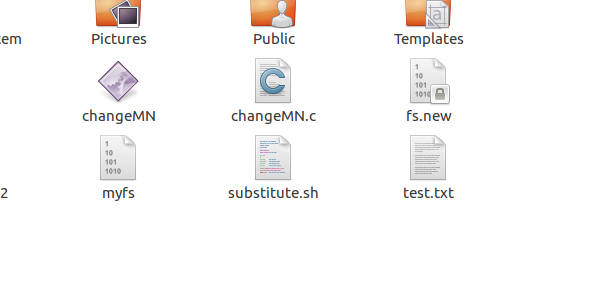 tem Pictures Public Templates
changeMN changeMN.c fs.new
2 myfs substitute.sh test.txt